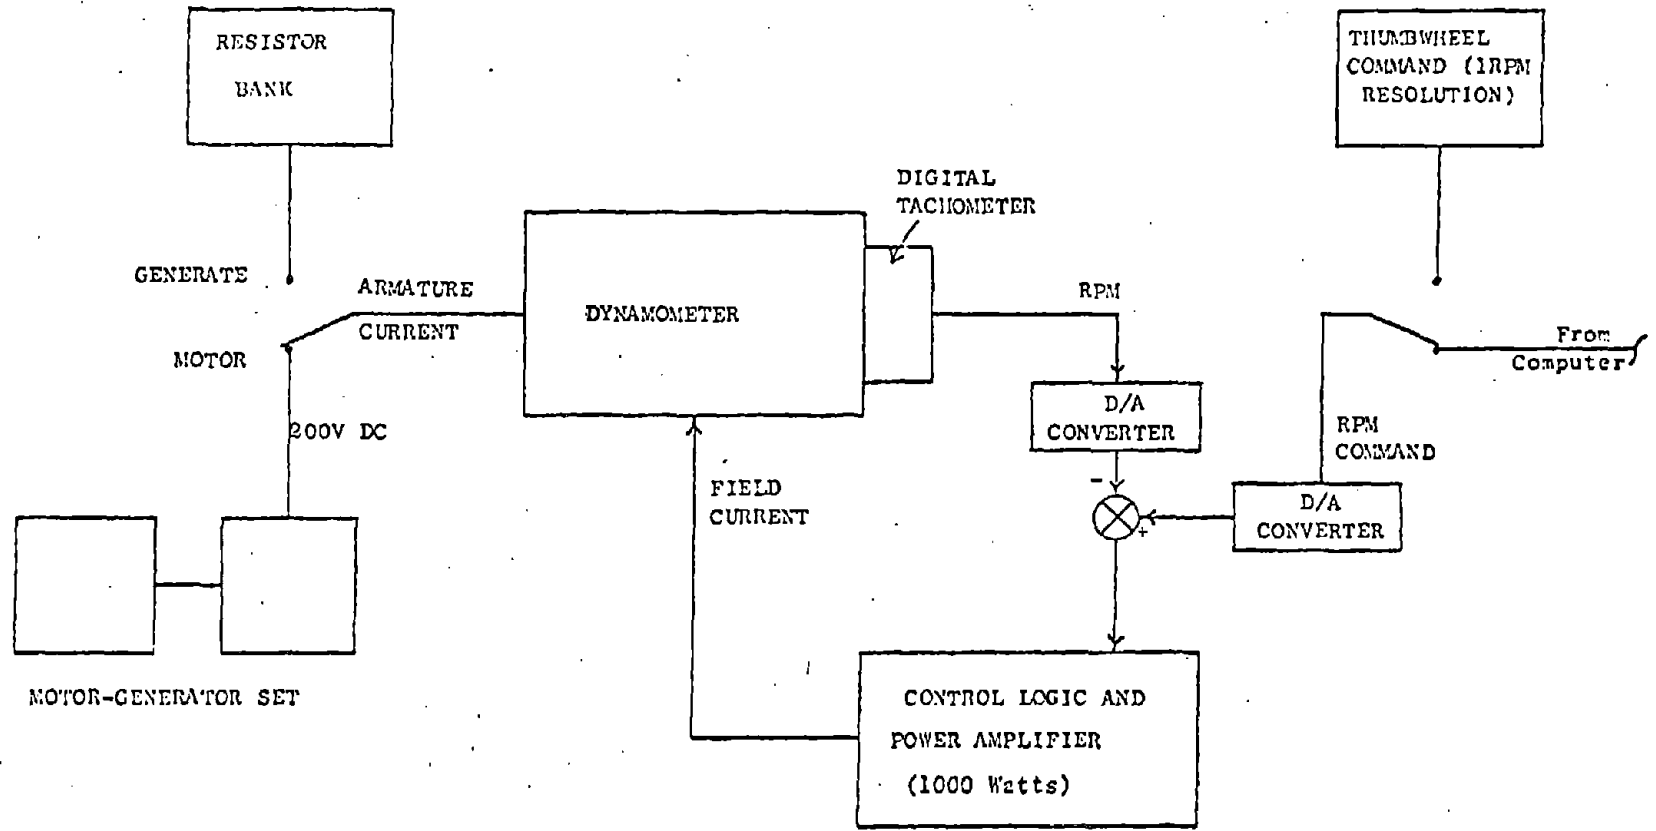 RESISTOR
BANK
THUMBWHEEL
COMMAND (1RPM
RESOLUTION)
DIGITAL
TACHOMETER
GENERATE
ARMATURE
CURRENT
MOTOR
DYNAMOMETER
RPM
From
Computer
D/A
CONVERTER
RPM
COMMAND
200V DC
FIELD
CURRENT
-
+
D/A
CONVERTER
MOTOR-GENERATOR SET
CONTROL LOGIC AND
POWER AMPLIFIER
(1000 Watts)